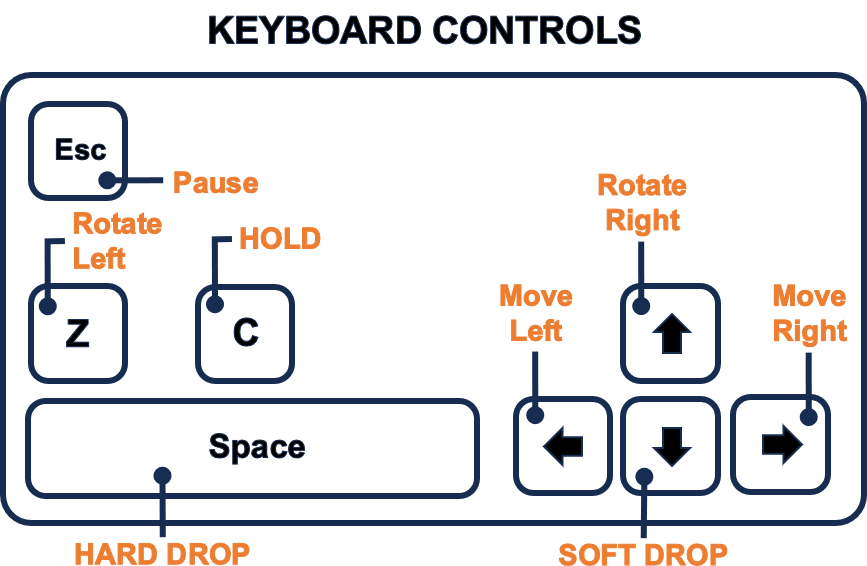 KEYBOARD CONTROLS
Esc
Pause
Rotate
Left
HOLD
Rotate
Right
Move
Left
Move
Right
Z
C
Space
HARD DROP
SOFT DROP